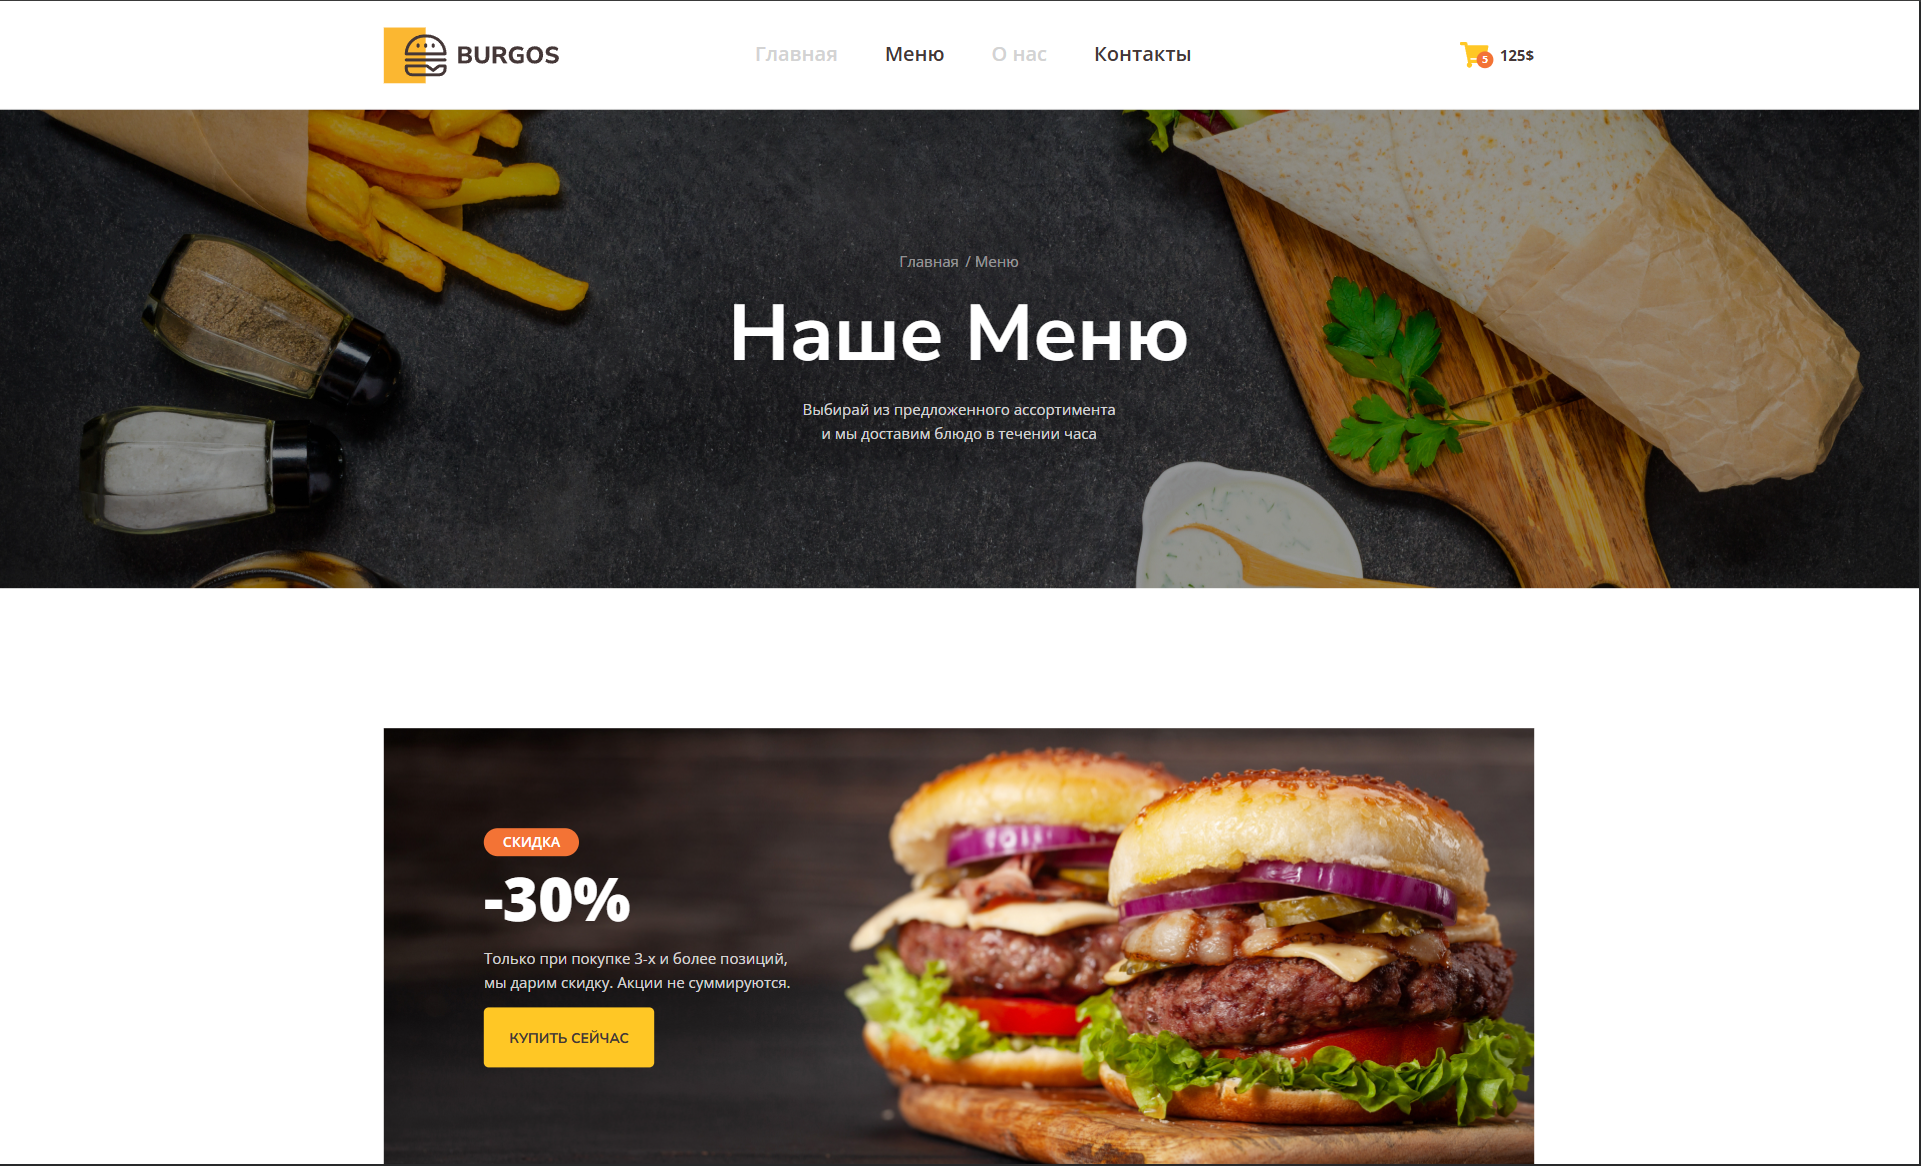 BURGOS
Главная Меню О нас Контакты
5 125$
Главная / Меню
Наше Меню
Выбирай из предложенного ассортимента
и мы доставим блюдо в течении часа
СКИДКА
-30%
Только при покупке 3-х и более позиций,
мы дарим скидку. Акции не суммируются.
КУПИТЬ СЕЙЧАС